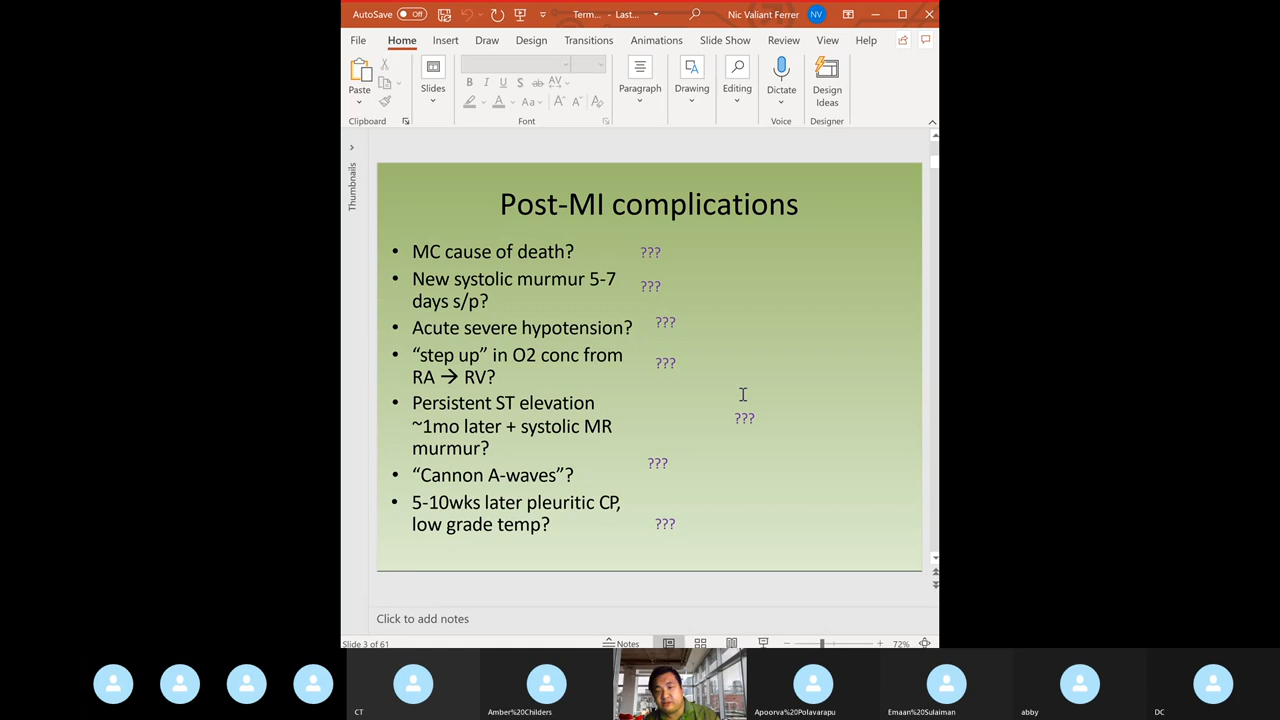 AutoSave Off Term... - Last... Nic Valiant Ferrer NV
File Home Insert Draw Design Transitions Animations Slide Show Review View Help
Paste Slides B I U S ab AV Aa A A Paragraph Drawing Editing Dictate Design Ideas
Clipboard Font Voice Designer
Thumbnails
Post-MI complications
• MC cause of death? ???
• New systolic murmur 5-7 ???
days s/p?
• Acute severe hypotension? ???
• “step up” in O2 conc from ???
RA → RV?
• Persistent ST elevation
~1mo later + systolic MR ???
murmur?
• “Cannon A-waves”? ???
• 5-10wks later pleuritic CP,
low grade temp? ???
Click to add notes
Slide 3 of 61 Notes 72%
CT Amber%20Childers Apoorva%20Polavarapu Emaan%20Sulaiman abby DC